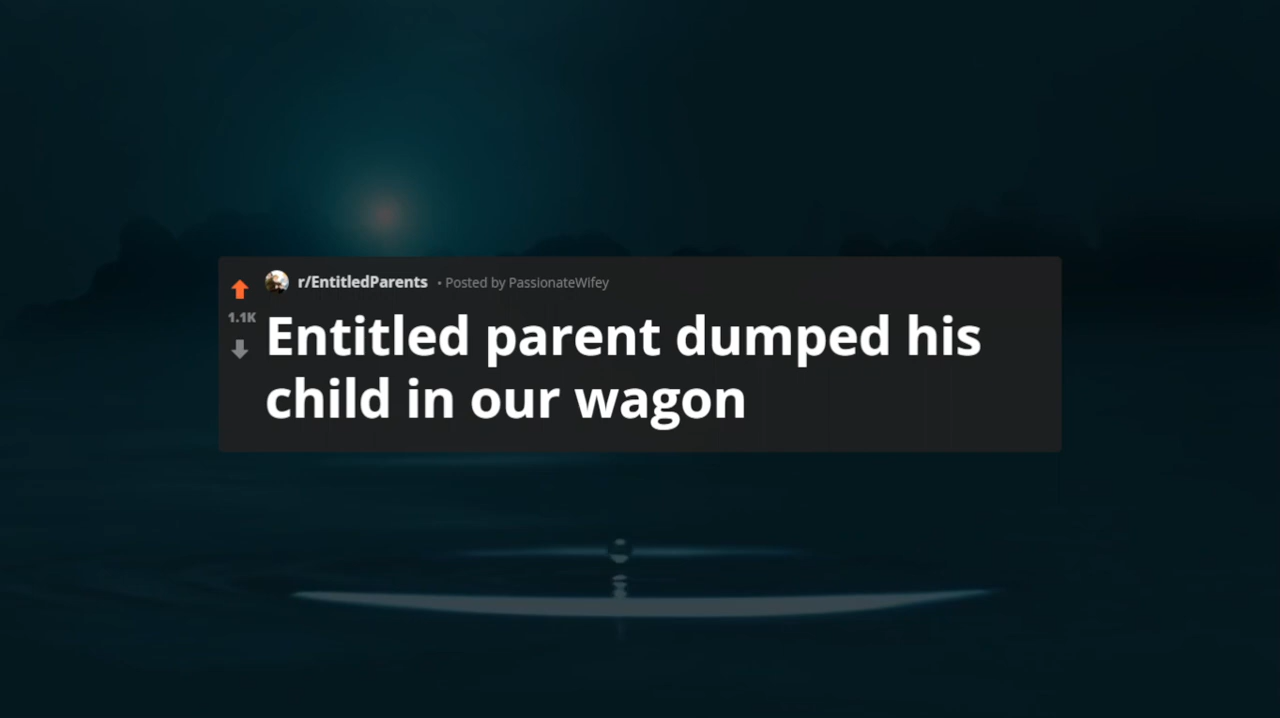 r/EntitledParents • Posted by PassionateWifey
1.1K
Entitled parent dumped his
child in our wagon